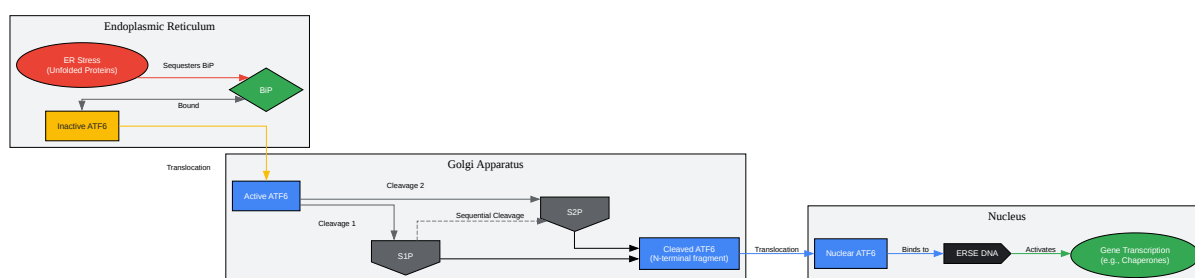 Endoplasmic Reticulum
ER Stress
(Unfolded Proteins)
Sequesters BiP
BiP
Bound
Inactive ATF6
Translocation
Golgi Apparatus
Active ATF6
Cleavage 2
Cleavage 1
Sequential Cleavage
S2P
S1P
Cleaved ATF6
(N-terminal fragment)
Translocation
Nucleus
Nuclear ATF6
Binds to
ERSE DNA
Activates
Gene Transcription
(e.g., Chaperones)